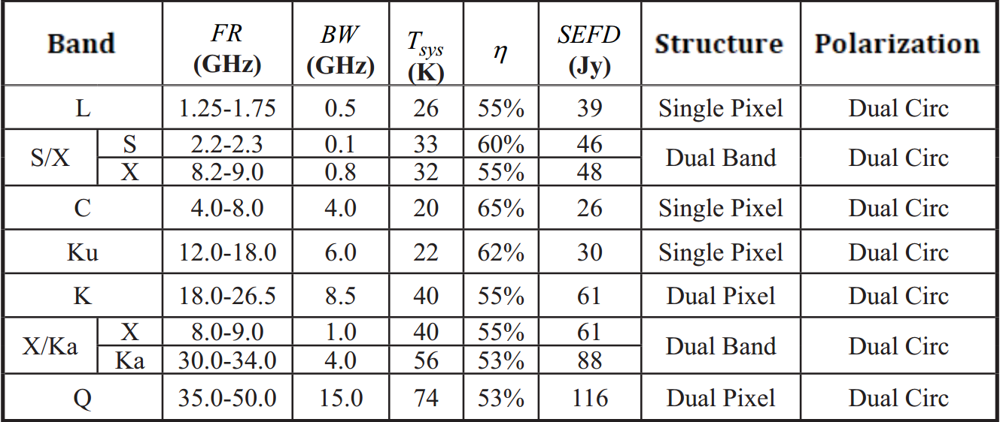 Band FR (GHz) BW (GHz) Tsys (K) η SEFD (Jy) Structure Polarization
L 1.25-1.75 0.5 26 55% 39 Single Pixel Dual Circ
S/X S 2.2-2.3 0.1 33 60% 46 Dual Band Dual Circ
X 8.2-9.0 0.8 32 55% 48
C 4.0-8.0 4.0 20 65% 26 Single Pixel Dual Circ
Ku 12.0-18.0 6.0 22 62% 30 Single Pixel Dual Circ
K 18.0-26.5 8.5 40 55% 61 Dual Pixel Dual Circ
X/Ka X 8.0-9.0 1.0 40 55% 61 Dual Band Dual Circ
Ka 30.0-34.0 4.0 56 53% 88
Q 35.0-50.0 15.0 74 53% 116 Dual Pixel Dual Circ